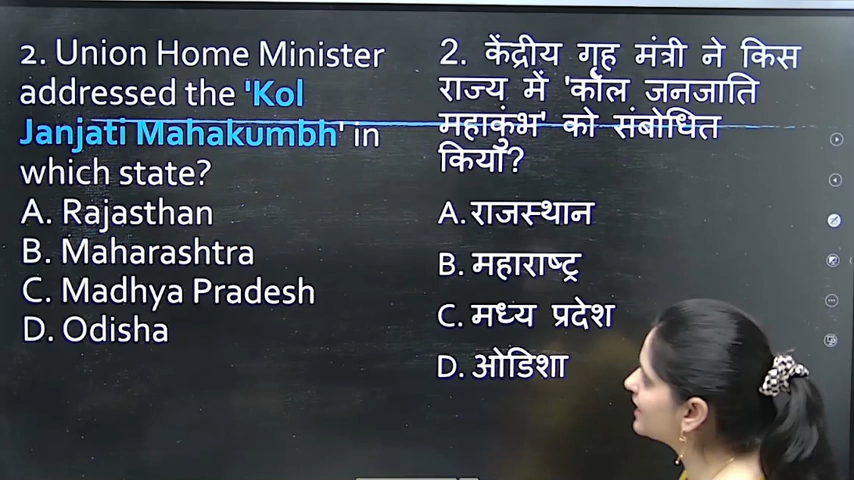 2. Union Home Minister
addressed the 'Kol
Janjati Mahakumbh' in
which state?
A. Rajasthan
B. Maharashtra
C. Madhya Pradesh
D. Odisha
2. केंद्रीय गृह मंत्री ने किस
राज्य में 'कोल जनजाति
महाकुंभ' को संबोधित
किया?
A. राजस्थान
B. महाराष्ट्र
C. मध्य प्रदेश
D. ओडिशा